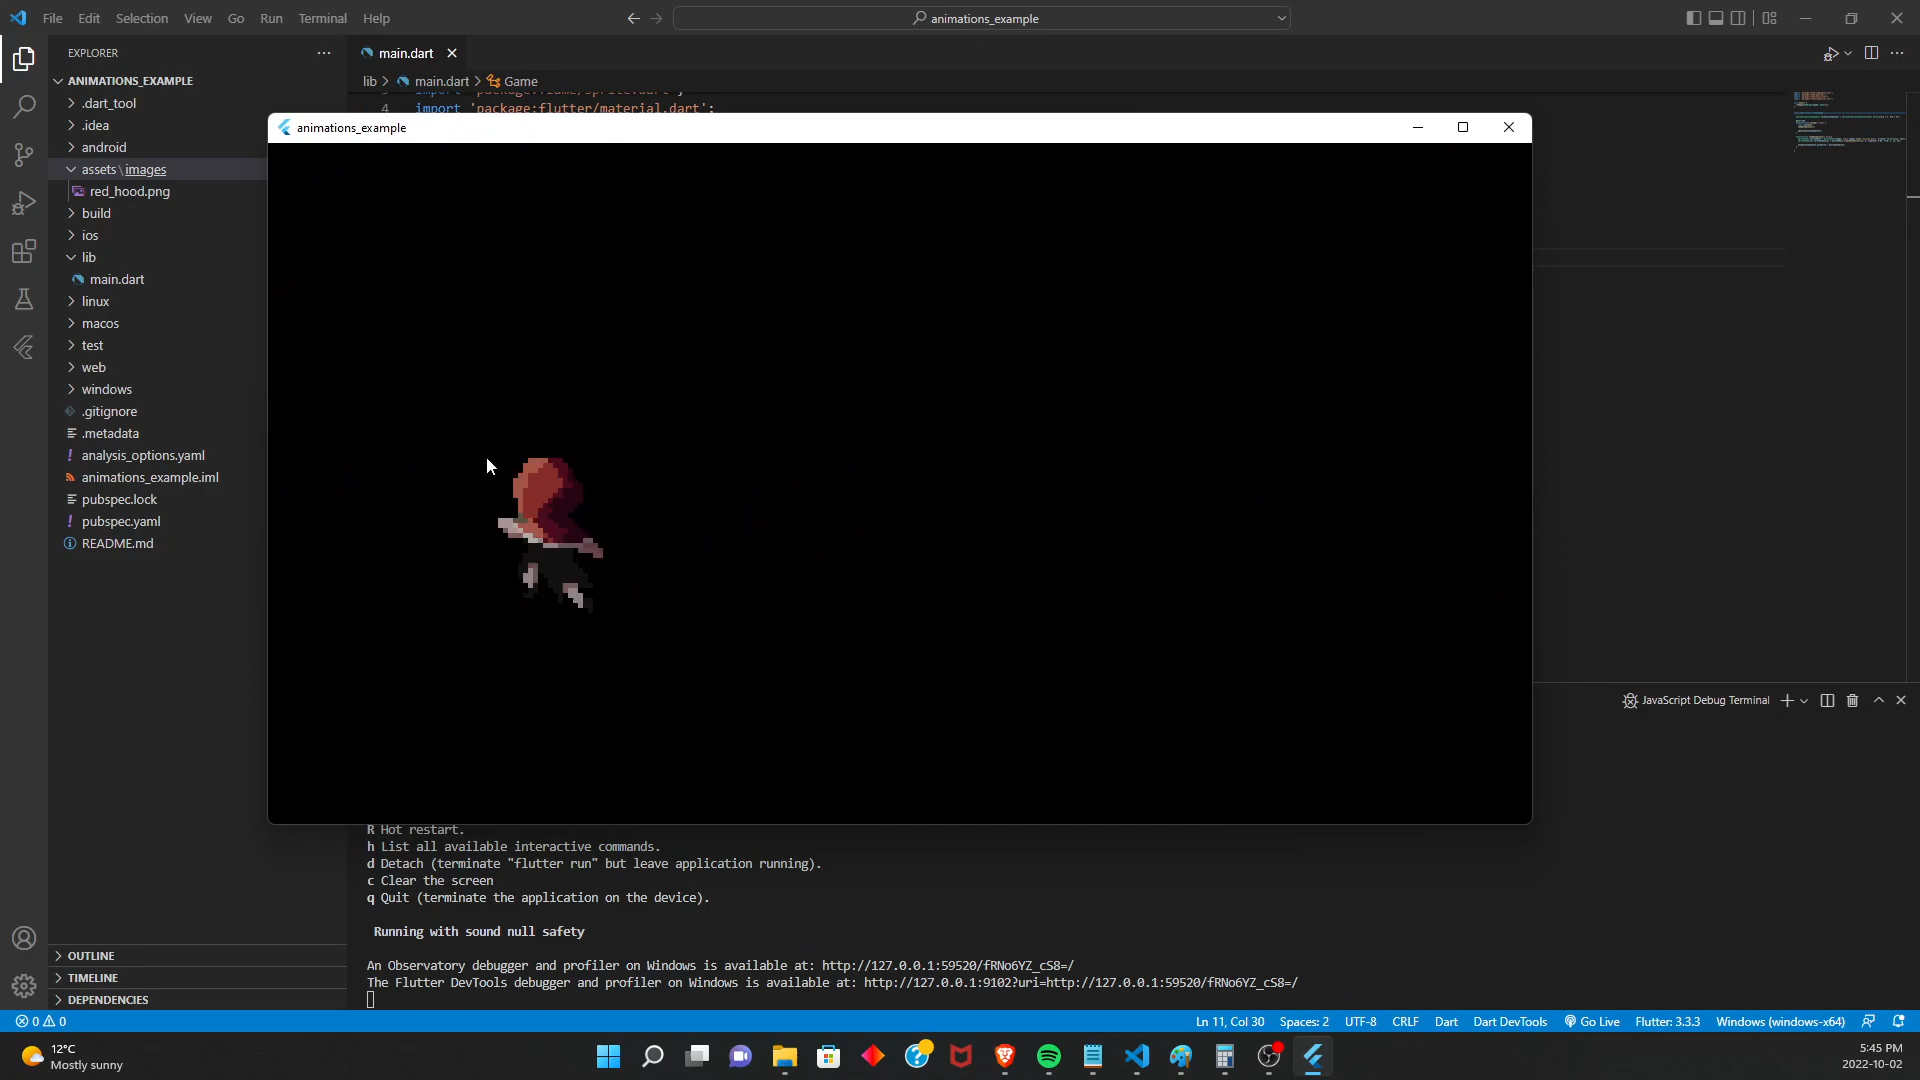 File Edit Selection View Go Run Terminal Help
animations_example
EXPLORER
main.dart
ANIMATIONS_EXAMPLE
lib > main.dart > Game
.dart_tool
.idea
android
assets\images
red_hood.png
build
ios
lib
main.dart
linux
macos
test
web
windows
.gitignore
.metadata
analysis_options.yaml
animations_example.iml
pubspec.lock
pubspec.yaml
README.md
import 'package:flame/sprite.dart';
4 import 'package:flutter/material.dart';
animations_example
JavaScript Debug Terminal
R Hot restart.
h List all available interactive commands.
d Detach (terminate "flutter run" but leave application running).
c Clear the screen
q Quit (terminate the application on the device).
Running with sound null safety
An Observatory debugger and profiler on Windows is available at: http://127.0.0.1:59520/fRNo6YZ_cS8=/
The Flutter DevTools debugger and profiler on Windows is available at: http://127.0.0.1:9102?uri=http://127.0.0.1:59520/fRNo6YZ_cS8=/
OUTLINE
TIMELINE
DEPENDENCIES
0 0
Ln 11, Col 30 Spaces: 2 UTF-8 CRLF Dart Dart DevTools Go Live Flutter: 3.3.3 Windows (windows-x64)
12°C
Mostly sunny
5:45 PM
2022-10-02